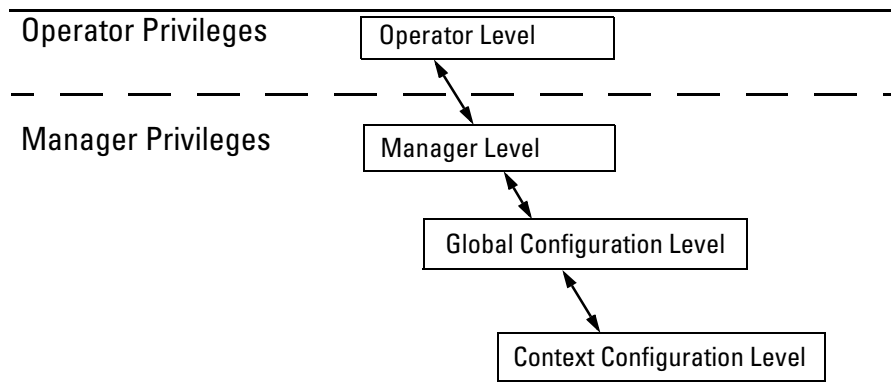 Operator Privileges
Operator Level
Manager Privileges
Manager Level
Global Configuration Level
Context Configuration Level